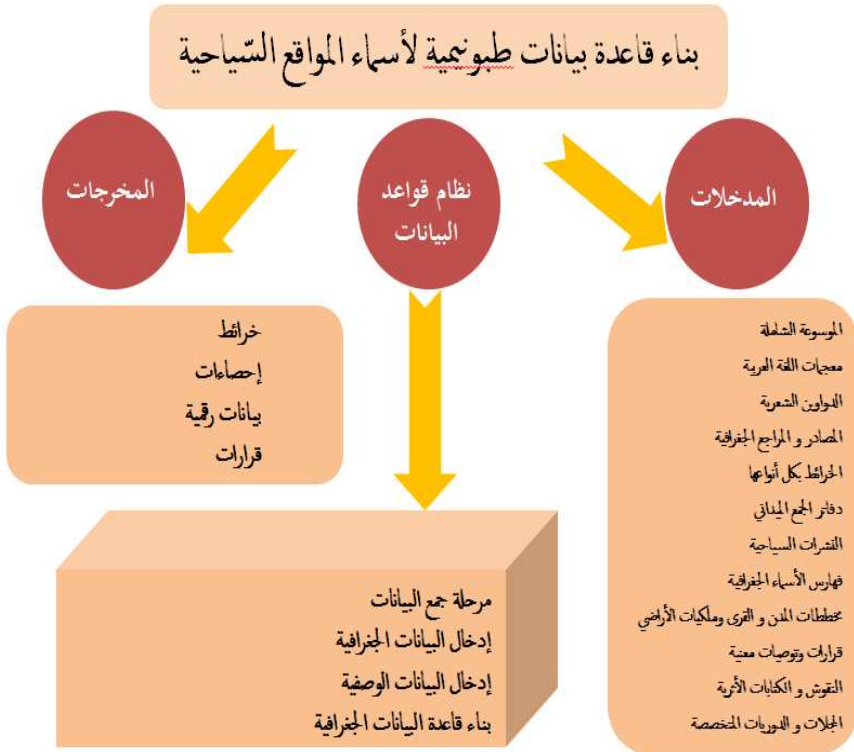 بناء قاعدة بيانات طبونيمية لأسماء المواقع السّياحية
المدخلات
نظام قواعد
البيانات
المخرجات
الموسوعة الشاملة
معجمات اللغة العربية
الدواوين الشعرية
المصادر و المراجع الجغرافية
الخرائط بكل أنواعها
دفاتر الجمع الميداني
النشرات السياحية
فهارس الأسماء الجغرافية
مخططات المدن و القرى وملكيات الأراضي
قرارات وتوصيات معنية
النقوش و الكتابات الأثرية
المجلات و الدوريات المتخصصة
خرائط
إحصاءات
بيانات رقمية
قرارات
مرحلة جمع البيانات
إدخال البيانات الجغرافية
إدخال البيانات الوصفية
بناء قاعدة البيانات الجغرافية